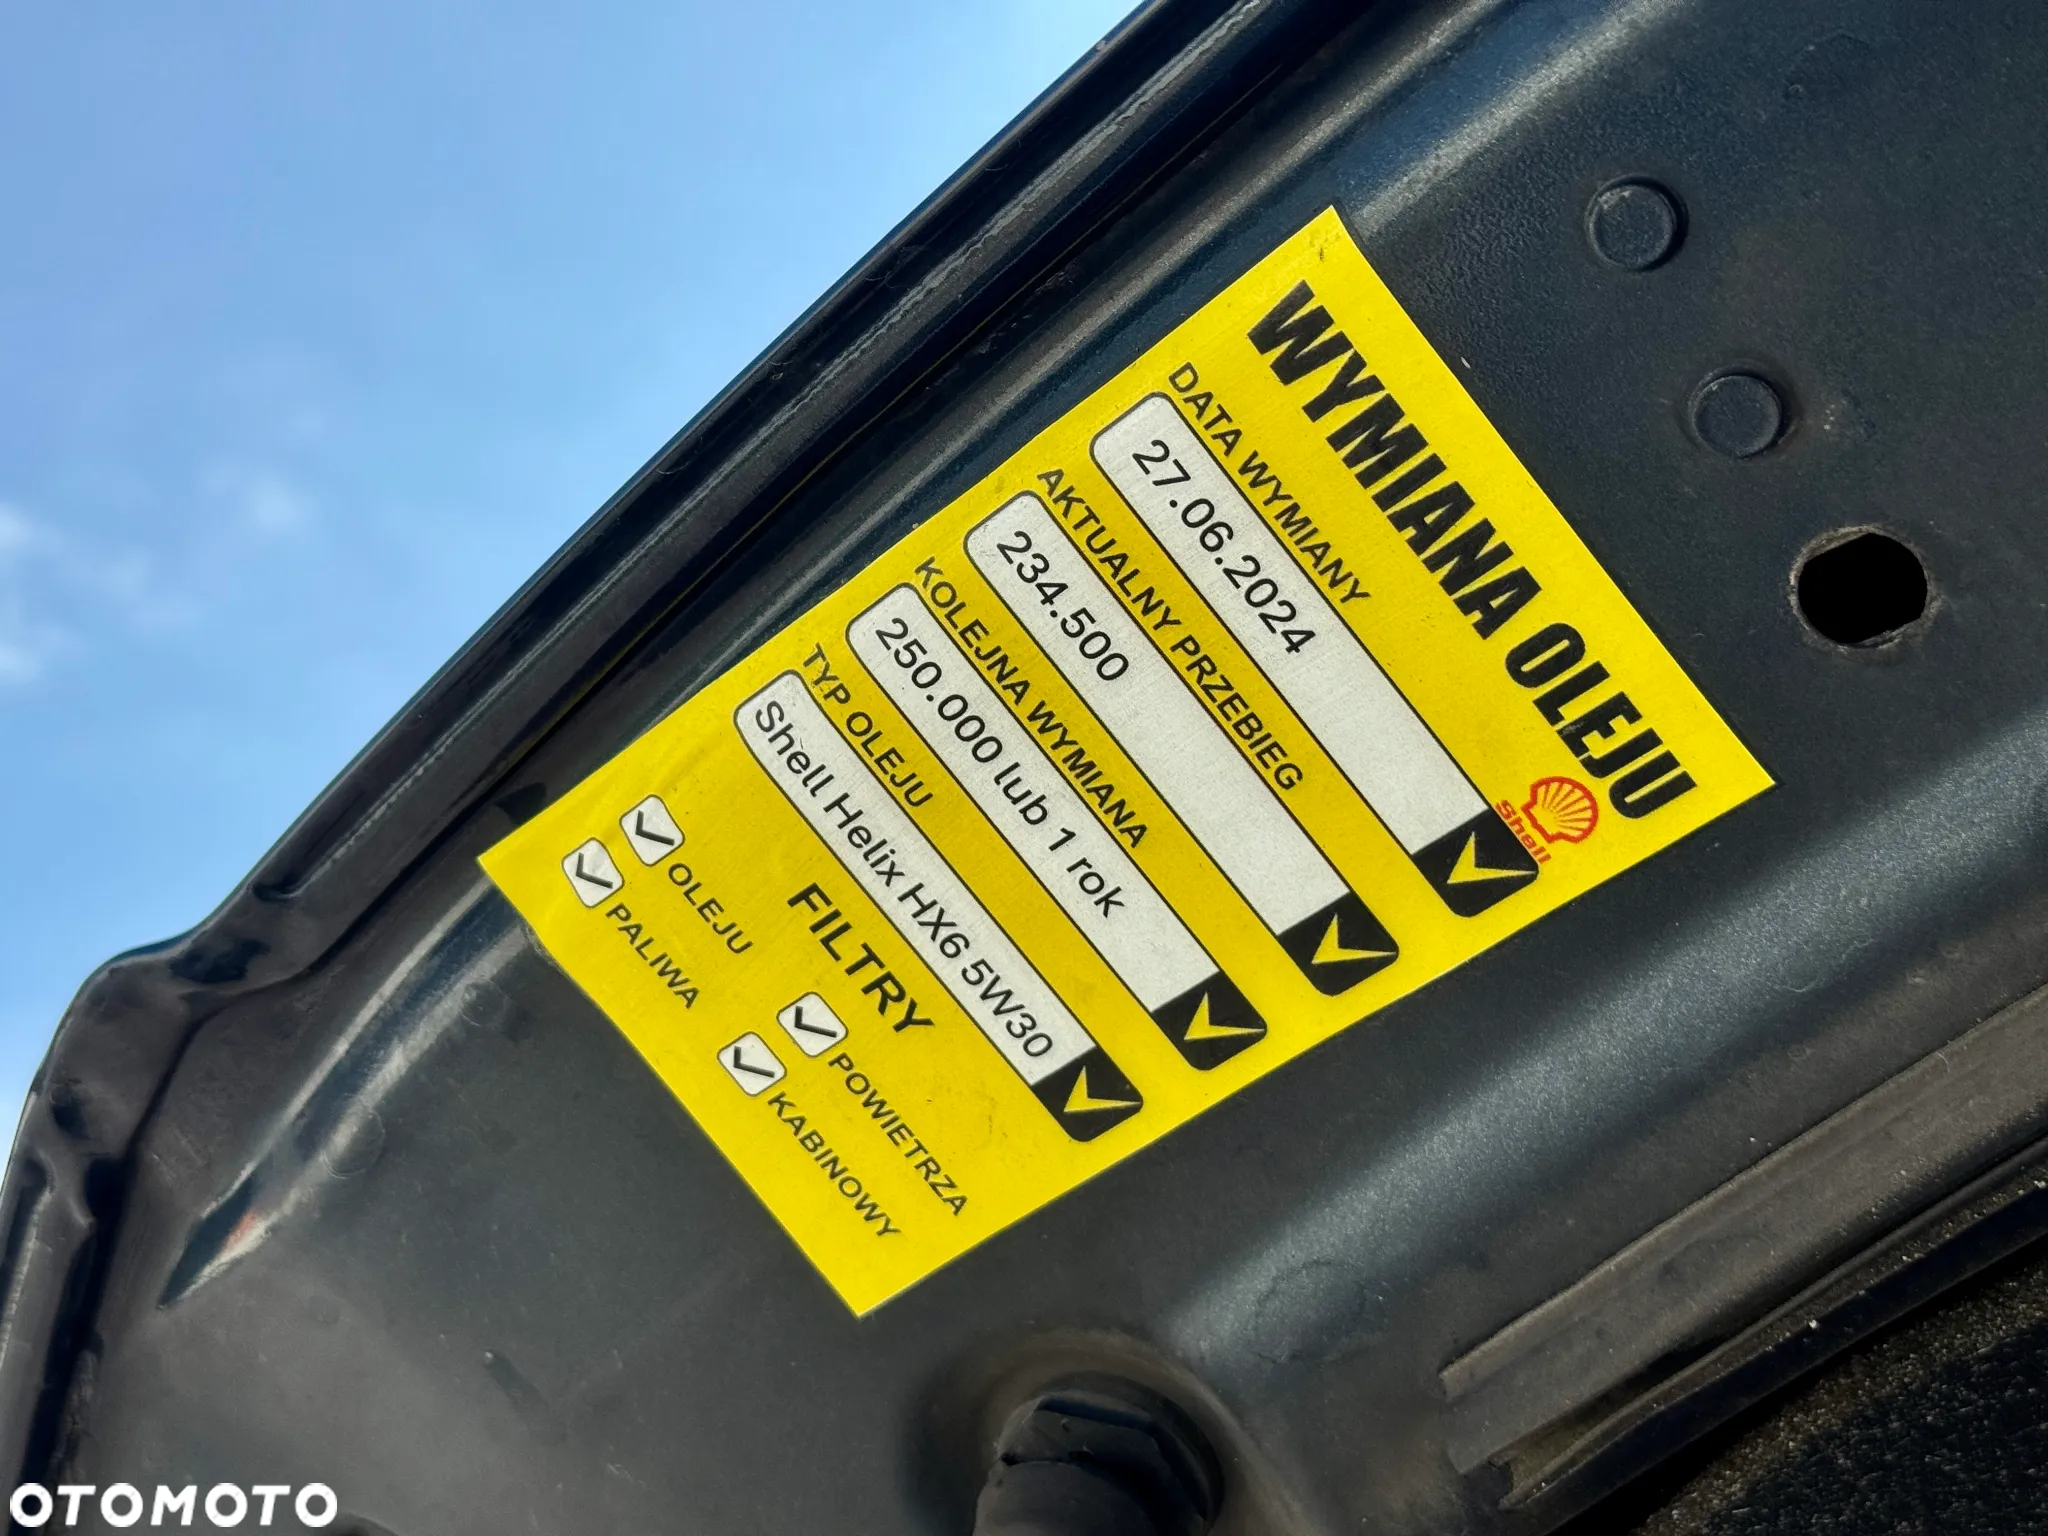 WYMIANA OLEJU
Shell
DATA WYMIANY
27.06.2024
AKTUALNY PRZEBIEG
234.500
KOLEJNA WYMIANA
250.000 lub 1 rok
TYP OLEJU
Shell Helix HX6 5W30
FILTRY
OLEJU
POWIETRZA
PALIWA
KABINOWY
OTOMOTO